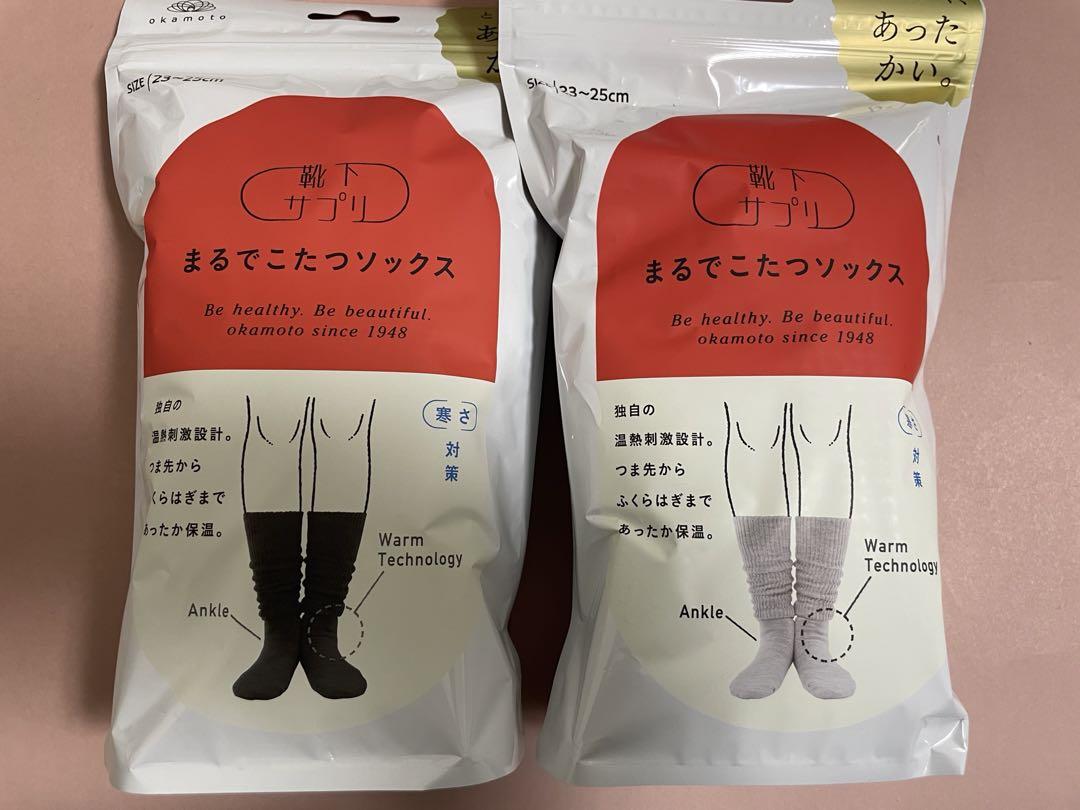 okamoto
と
あ
た
SIZE 23~25cm
靴下
サプリ
まるでこたつソックス
Be healthy. Be beautiful.
okamoto since 1948
独自の
温熱刺激設計。
つま先から
くらはぎまで
あったか保温。
寒さ
対
策
Warm
Technology
Ankle
あった
かい。
SIZE 23~25cm
靴下
サプリ
まるでこたつソックス
Be healthy. Be beautiful.
okamoto since 1948
独自の
温熱刺激設計。
つま先から
ふくらはぎまで
あったか保温。
寒さ
対
策
Warm
Technology
Ankle